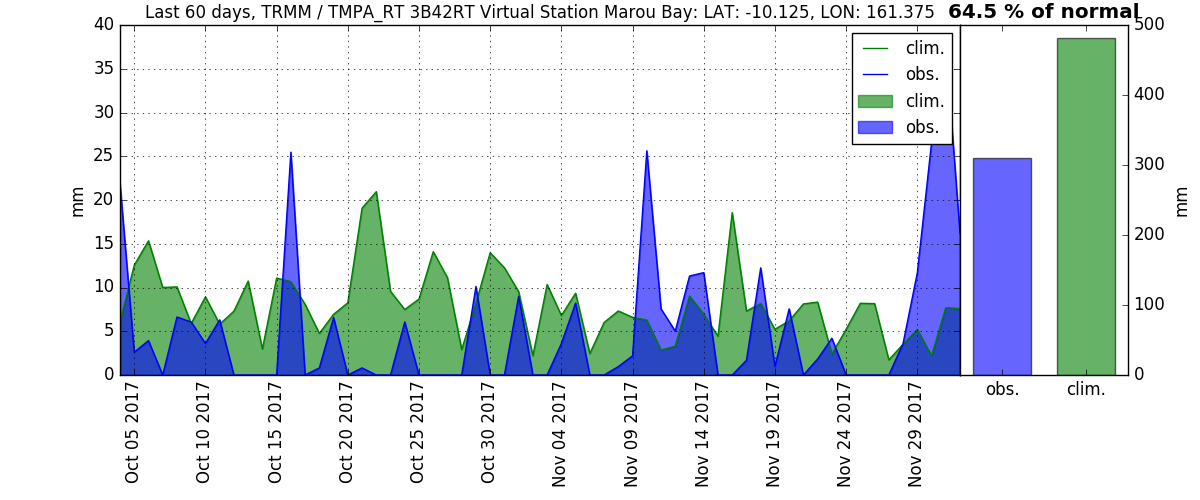 Last 60 days, TRMM / TMPA_RT 3B42RT Virtual Station Marou Bay: LAT: -10.125, LON: 161.375 64.5 % of normal
40
35
30
25
20
15
10
5
0
mm
clim.
obs.
clim.
obs.
500
400
300
200
100
0
mm
obs.
clim.
Oct 05 2017
Oct 10 2017
Oct 15 2017
Oct 20 2017
Oct 25 2017
Oct 30 2017
Nov 04 2017
Nov 09 2017
Nov 14 2017
Nov 19 2017
Nov 24 2017
Nov 29 2017